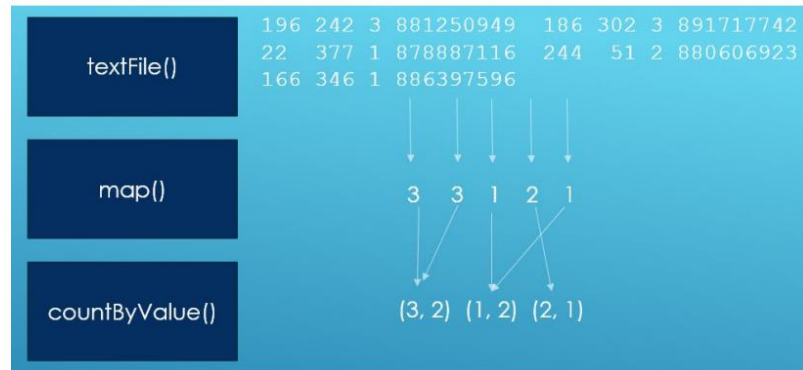 textFile()
196 242 3 881250949 186 302 3 891717742
22 377 1 878887116 244 51 2 880606923
166 346 1 886397596
map()
3 3 1 2 1
countByValue()
(3, 2) (1, 2) (2, 1)